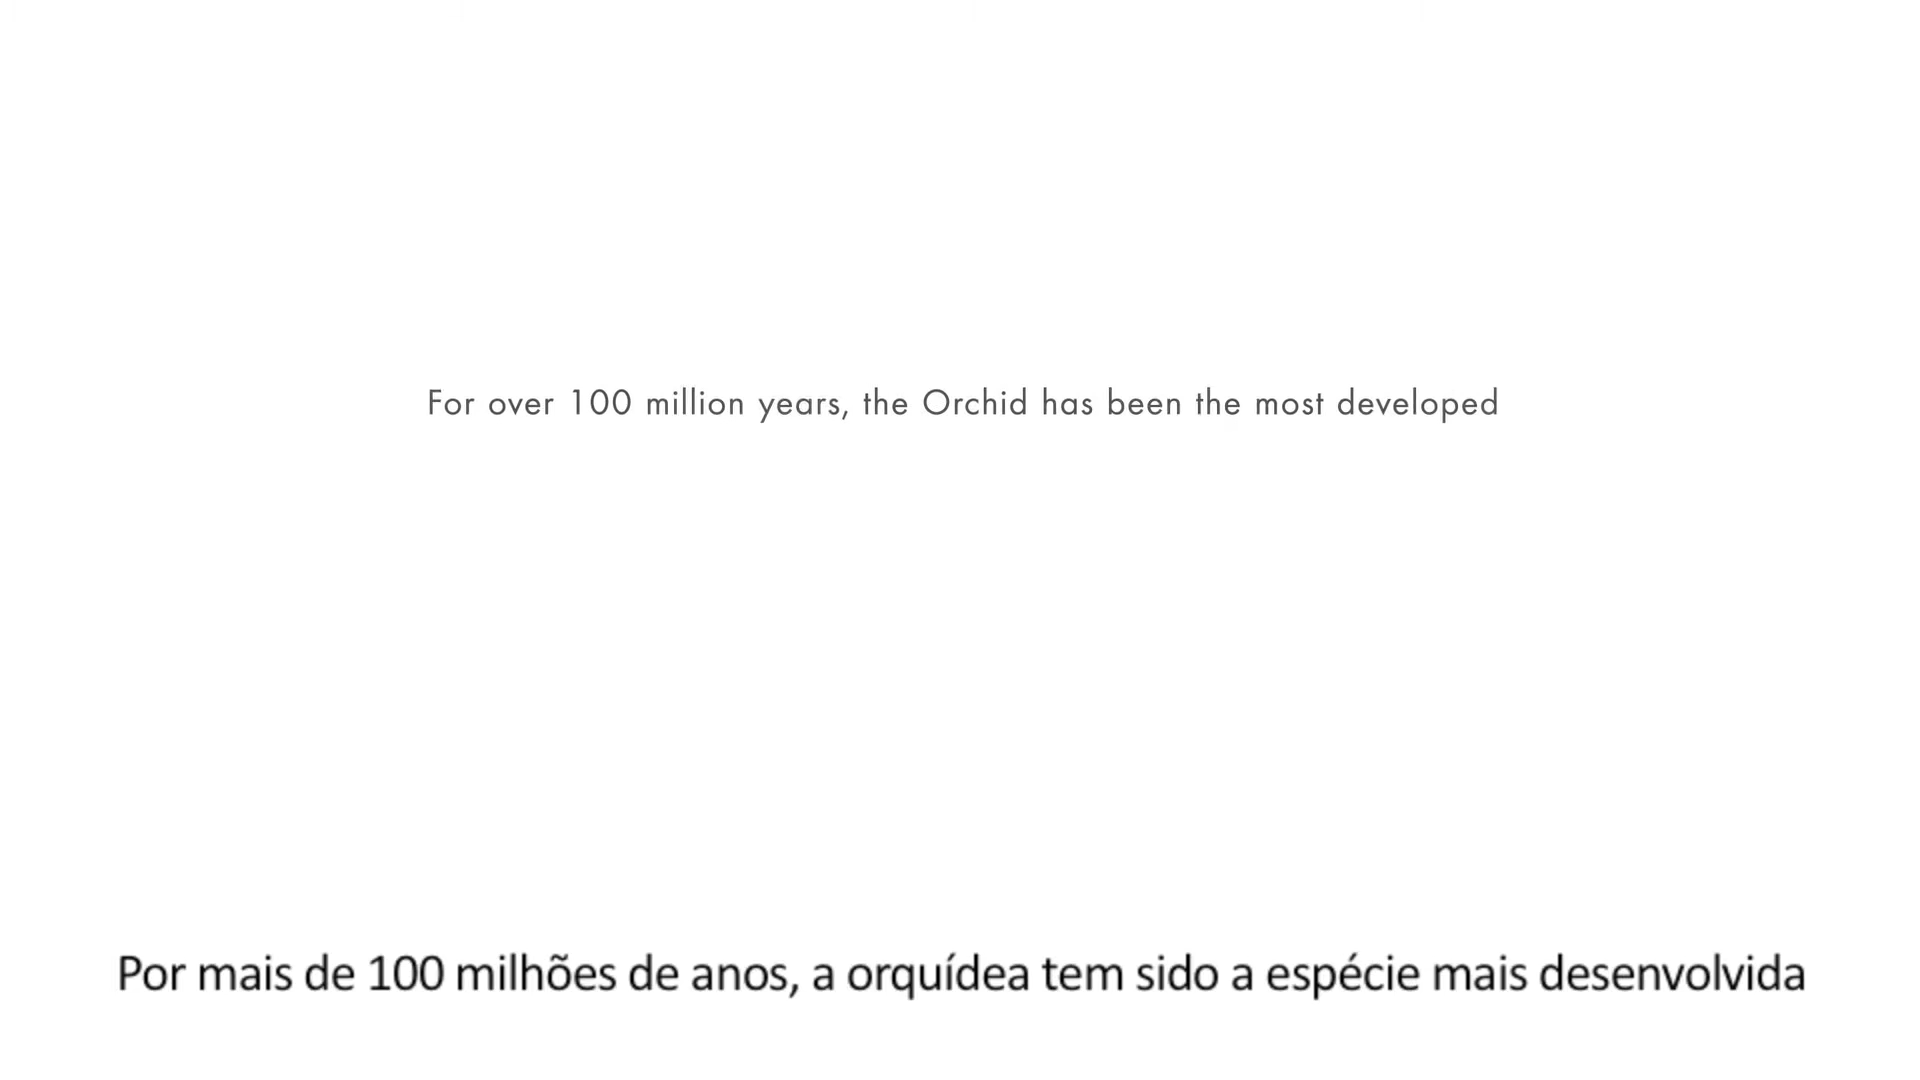 For over 100 million years, the Orchid has been the most developed
Por mais de 100 milhões de anos, a orquídea tem sido a espécie mais desenvolvida